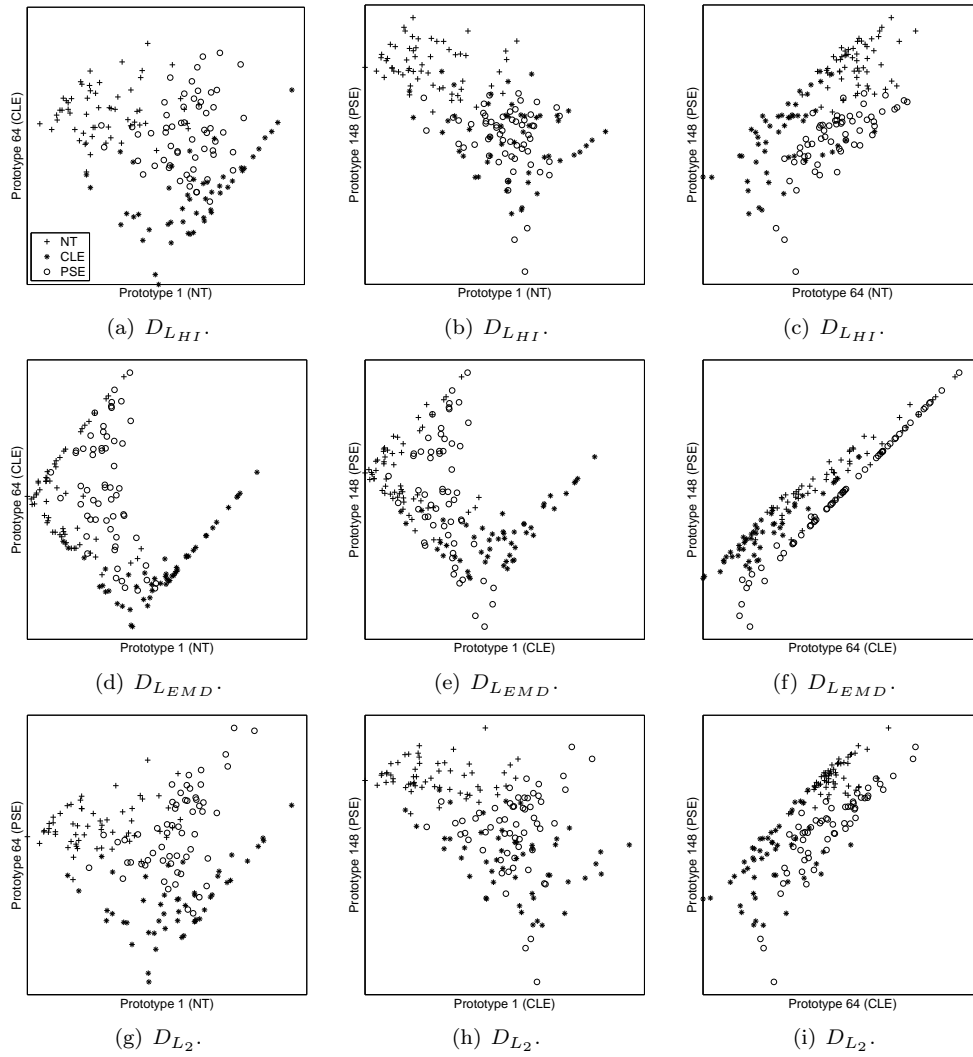 Prototype 64 (CLE)
+ NT
* CLE
o PSE
Prototype 1 (NT)
(a) D_{L_{HI}}.
Prototype 148 (PSE)
Prototype 1 (NT)
(b) D_{L_{HI}}.
Prototype 148 (PSE)
Prototype 64 (NT)
(c) D_{L_{HI}}.
Prototype 64 (CLE)
Prototype 1 (NT)
(d) D_{L_{EMD}}.
Prototype 148 (PSE)
Prototype 1 (CLE)
(e) D_{L_{EMD}}.
Prototype 148 (PSE)
Prototype 64 (CLE)
(f) D_{L_{EMD}}.
Prototype 64 (PSE)
Prototype 1 (NT)
(g) D_{L_2}.
Prototype 148 (PSE)
Prototype 1 (CLE)
(h) D_{L_2}.
Prototype 148 (PSE)
Prototype 64 (CLE)
(i) D_{L_2}.